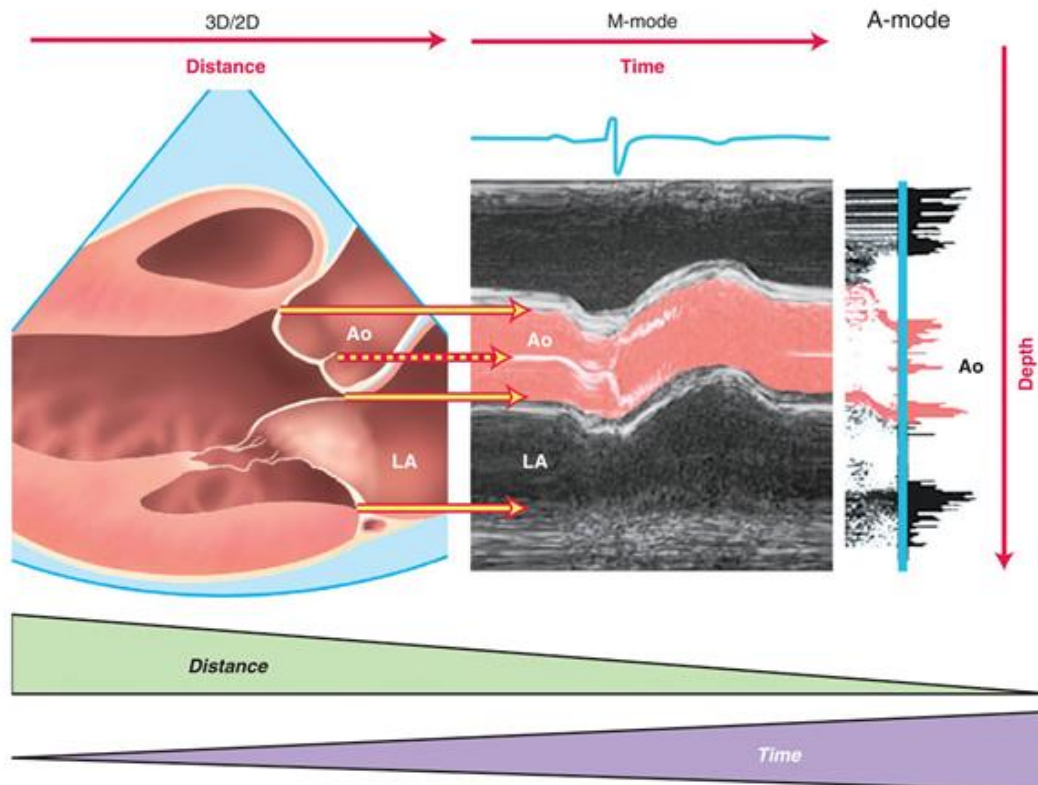 3D/2D
Distance
M-mode
Time
A-mode
Depth
Ao
Ao
Ao
LA
LA
Distance
Time